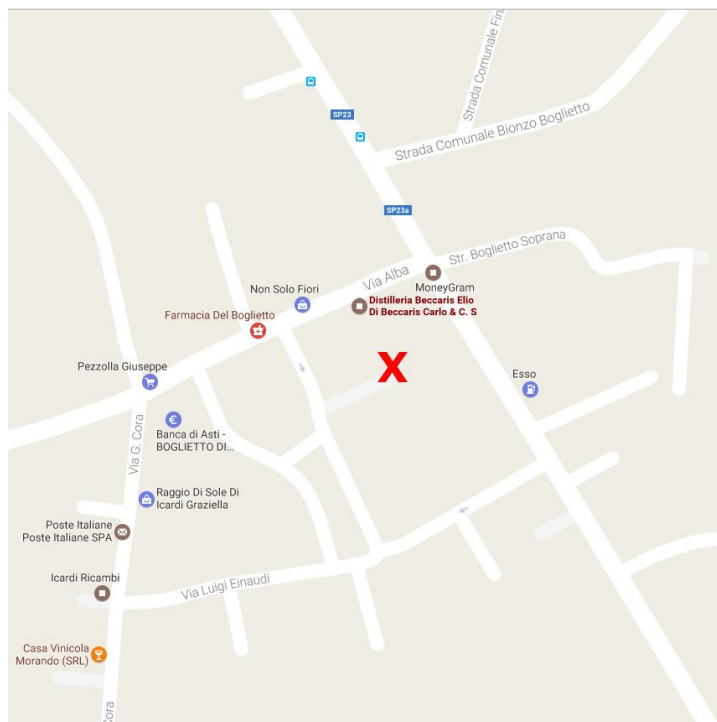 Strada Comunale Fin
SP23
Strada Comunale Bionzo Boglietto
SP23a
Str. Boglietto Soprana
Via Alba
MoneyGram
Non Solo Fiori
Distilleria Beccaris Elio
Di Beccaris Carlo & C. S
Farmacia Del Boglietto
X
Pezzolla Giuseppe
Esso
Via G. Cora
€
Banca di Asti -
BOGLIETTO DI...
Raggio Di Sole Di
Icardi Graziella
Poste Italiane
Poste Italiane SPA
Icardi Ricambi
Via Luigi Einaudi
Casa Vinicola
Morando (SRL)
Cora